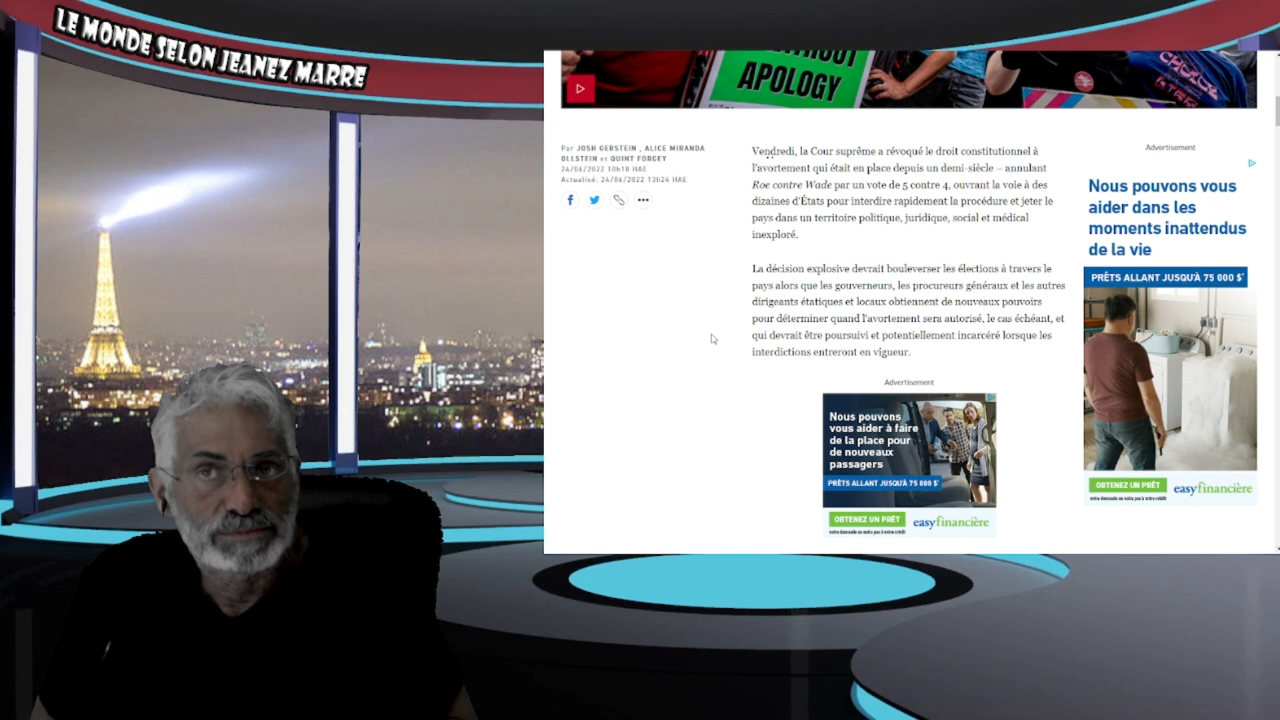 LE MONDE SELON JEANEZ MARRE
APOLOGY
Par JOSH GERSTEIN , ALICE MIRANDA
OLLSTEIN et QUINT FORGEY
24/06/2022 10h18 HAE
Actualisé: 24/06/2022 13h24 HAE
Vendredi, la Cour suprême a révoqué le droit constitutionnel à
l'avortement qui était en place depuis un demi-siècle – annulant
Roe contre Wade par un vote de 5 contre 4, ouvrant la voie à des
dizaines d'États pour interdire rapidement la procédure et jeter le
pays dans un territoire politique, juridique, social et médical
inexploré.
La décision explosive devrait bouleverser les élections à travers le
pays alors que les gouverneurs, les procureurs généraux et les autres
dirigeants étatiques et locaux obtiennent de nouveaux pouvoirs
pour déterminer quand l'avortement sera autorisé, le cas échéant, et
qui devrait être poursuivi et potentiellement incarcéré lorsque les
interdictions entreront en vigueur.
Advertisement
Nous pouvons
vous aider à faire
de la place pour
de nouveaux
passagers
PRÊTS ALLANT JUSQU'À 75 000 $*
OBTENEZ UN PRÊT
easyfinancière
Advertisement
Nous pouvons vous
aider dans les
moments inattendus
de la vie
PRÊTS ALLANT JUSQU'À 75 000 $*
OBTENEZ UN PRÊT
easyfinancière